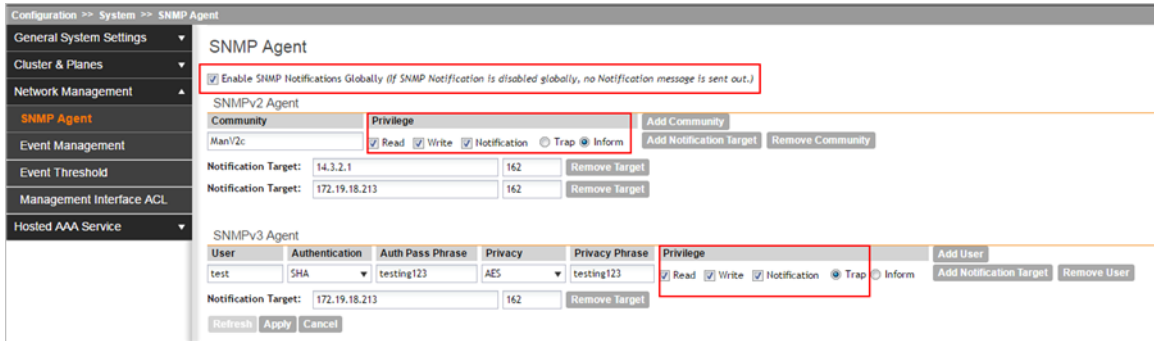 Configuration >> System >> SNMP Agent
General System Settings
Cluster & Planes
Network Management
SNMP Agent
Event Management
Event Threshold
Management Interface ACL
Hosted AAA Service
SNMP Agent
Enable SNMP Notifications Globally (If SNMP Notification is disabled globally, no Notification message is sent out.)
SNMPv2 Agent
Community Privilege Add Community
ManV2c Read Write Notification Trap Inform Add Notification Target Remove Community
Notification Target: 14.3.2.1 162 Remove Target
Notification Target: 172.19.18.213 162 Remove Target
SNMPv3 Agent
User Authentication Auth Pass Phrase Privacy Privacy Phrase Privilege Add User
test SHA testing123 AES testing123 Read Write Notification Trap Inform Add Notification Target Remove User
Notification Target: 172.19.18.213 162 Remove Target
Refresh Apply Cancel